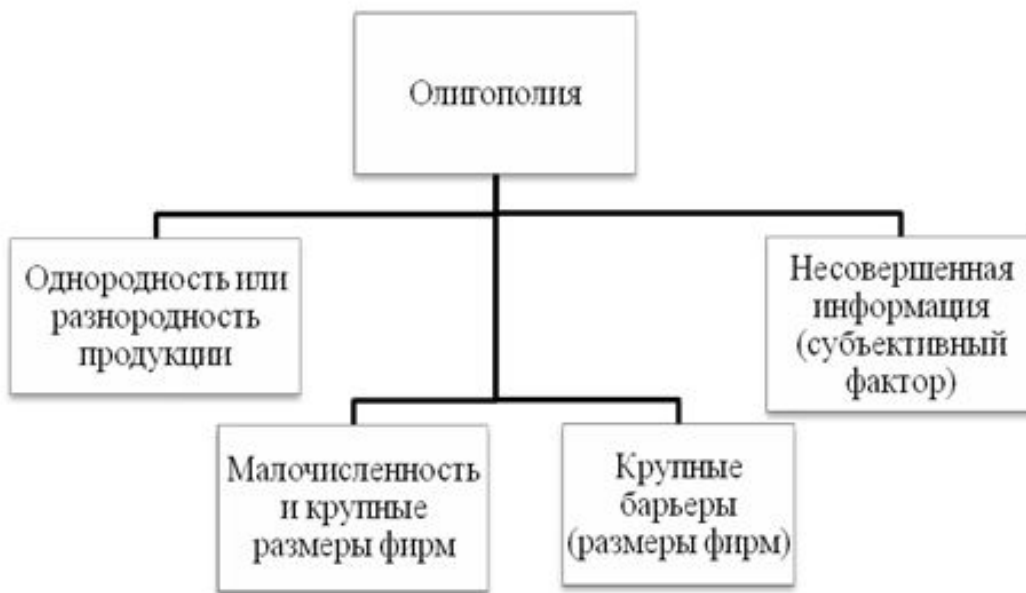 Олигополия
Однородность или
разнородность
продукции
Несовершенная
информация
(субъективный
фактор)
Малочисленность
и крупные
размеры фирм
Крупные
барьеры
(размеры фирм)